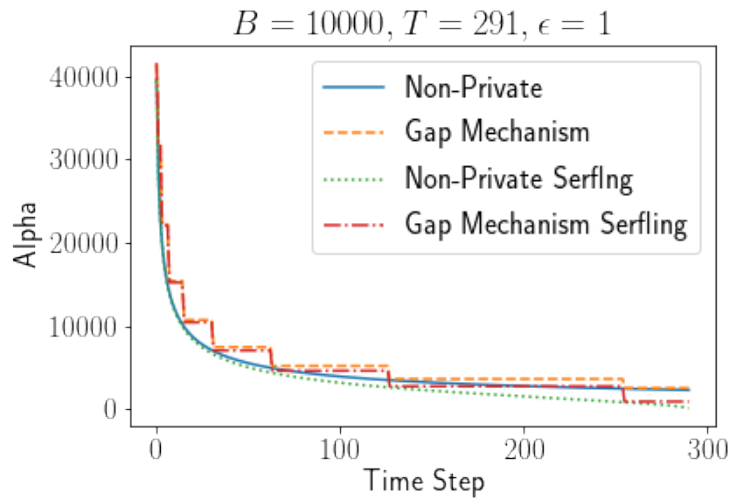 B = 10000, T = 291, ϵ = 1
40000
30000
20000
10000
0
Alpha
Non-Private
Gap Mechanism
Non-Private Serflng
Gap Mechanism Serfling
0
100
200
300
Time Step